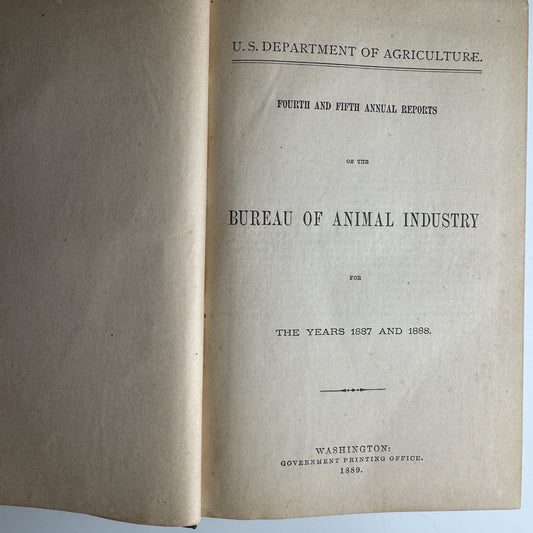 U. S. DEPARTMENT OF AGRICULTURE.
FOURTH AND FIFTH ANNUAL REPORTS
OF THE
BUREAU OF ANIMAL INDUSTRY
FOR
THE YEARS 1887 AND 1888.
WASHINGTON:
GOVERNMENT PRINTING OFFICE.
1889.